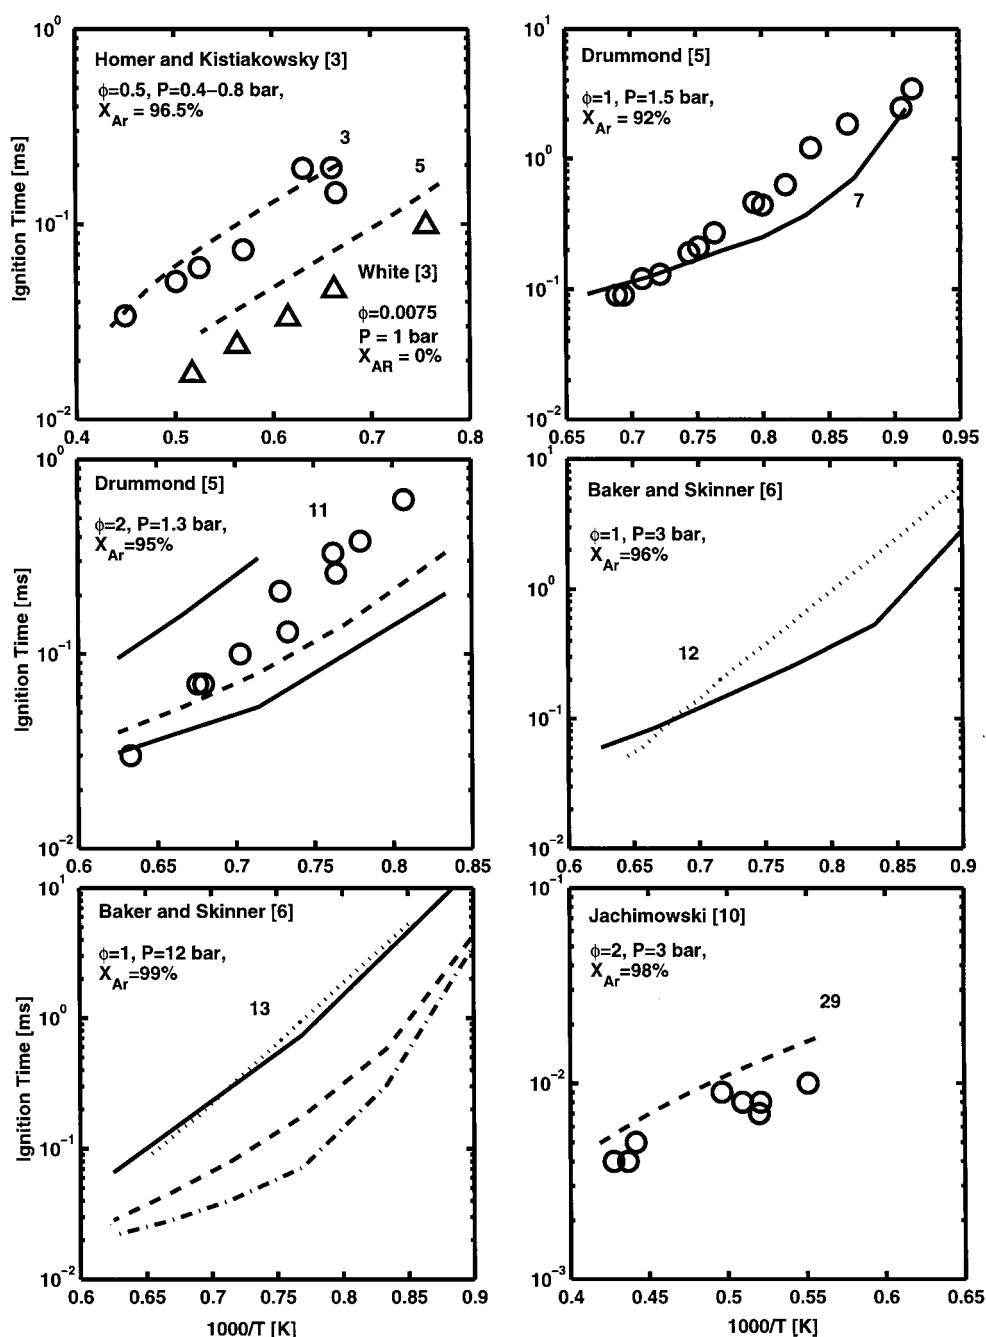 Homer and Kistiakowsky [3]
ϕ=0.5, P=0.4–0.8 bar,
X_Ar = 96.5%
3
5
White [3]
ϕ=0.0075
P = 1 bar
X_AR = 0%
10^0
10^-1
10^-2
Ignition Time [ms]
0.4
0.5
0.6
0.7
0.8
Drummond [5]
ϕ=1, P=1.5 bar,
X_Ar = 92%
7
10^1
10^0
10^-1
10^-2
0.65
0.7
0.75
0.8
0.85
0.9
0.95
Drummond [5]
ϕ=2, P=1.3 bar,
X_Ar=95%
11
10^0
10^-1
10^-2
Ignition Time [ms]
0.6
0.65
0.7
0.75
0.8
0.85
Baker and Skinner [6]
ϕ=1, P=3 bar,
X_Ar=96%
12
10^1
10^0
10^-1
10^-2
0.6
0.65
0.7
0.75
0.8
0.85
0.9
Baker and Skinner [6]
ϕ=1, P=12 bar,
X_Ar=99%
13
10^1
10^0
10^-1
10^-2
Ignition Time [ms]
0.6
0.65
0.7
0.75
0.8
0.85
0.9
1000/T [K]
Jachimowski [10]
ϕ=2, P=3 bar,
X_Ar=98%
29
10^-1
10^-2
10^-3
0.4
0.45
0.5
0.55
0.6
0.65
1000/T [K]